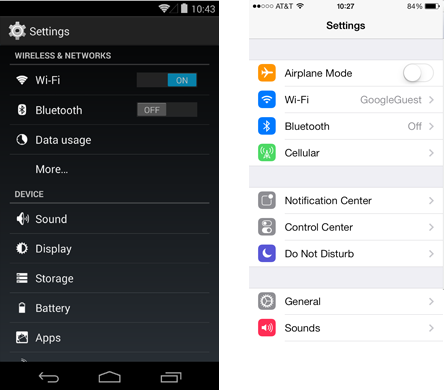 10:43
Settings
WIRELESS & NETWORKS
Wi-Fi ON
Bluetooth OFF
Data usage
More...
DEVICE
Sound
Display
Storage
Battery
Apps
AT&T 10:27 84%
Settings
Airplane Mode
Wi-Fi GoogleGuest
Bluetooth Off
Cellular
Notification Center
Control Center
Do Not Disturb
General
Sounds